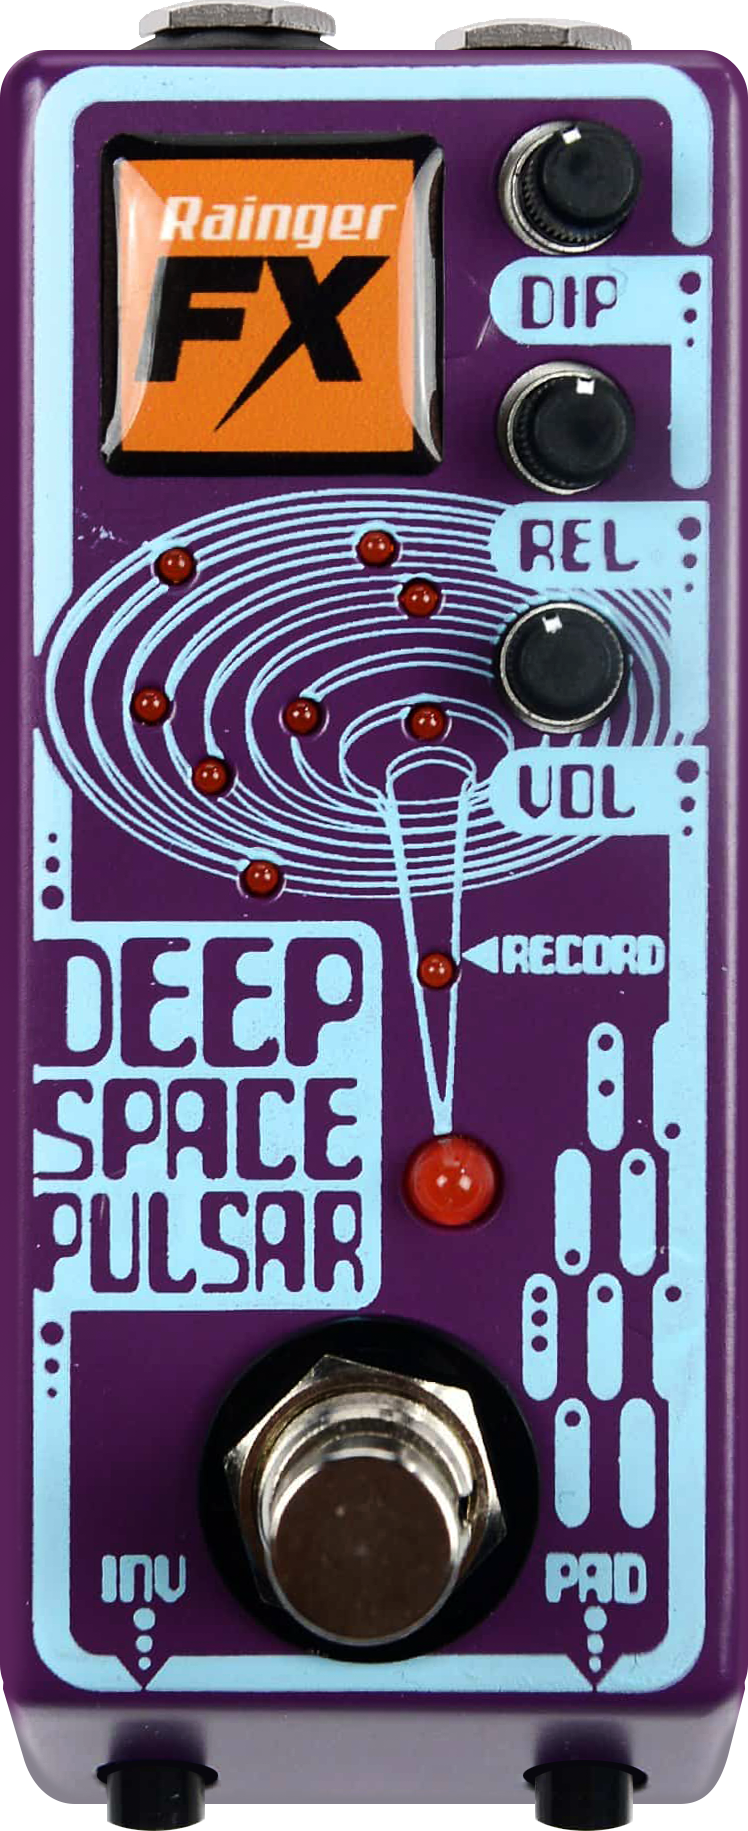 Rainger
FX
DIP
REL
VOL
RECORD
DEEP
SPACE
PULSAR
INV
PAD